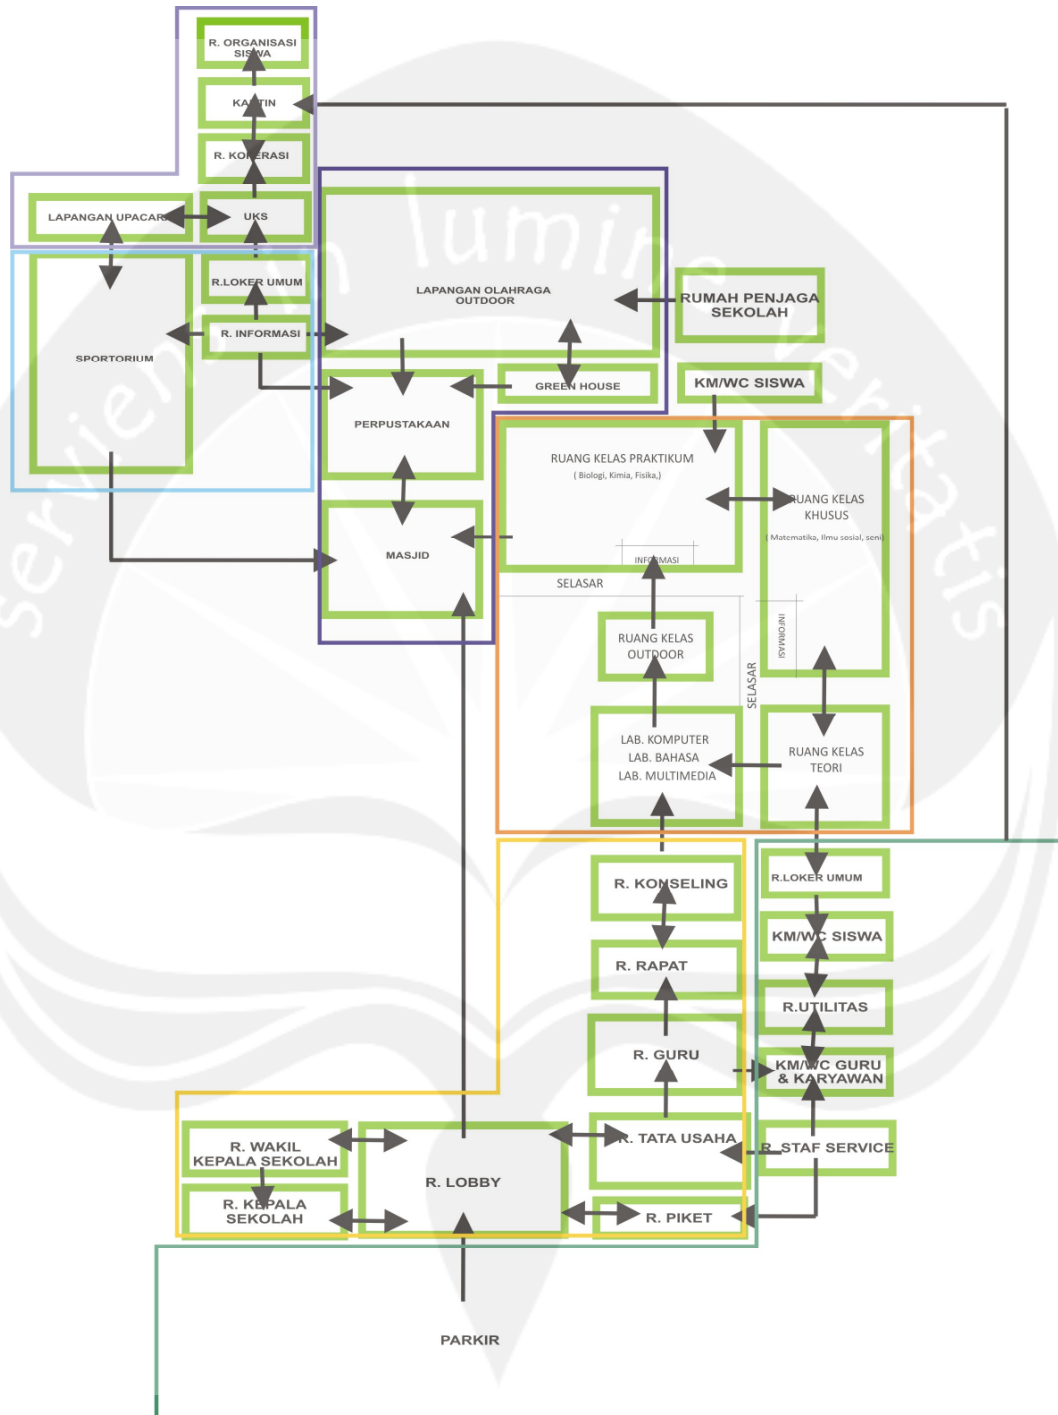 R. ORGANISASI
SISWA
KANTIN
R. KOPERASI
LAPANGAN UPACARA
UKS
R.LOKER UMUM
R. INFORMASI
SPORTORIUM
LAPANGAN OLAHRAGA
OUTDOOR
RUMAH PENJAGA
SEKOLAH
GREEN HOUSE
KM/WC SISWA
PERPUSTAKAAN
MASJID
RUANG KELAS PRAKTIKUM
( Biologi, Kimia, Fisika,)
INFORMASI
RUANG KELAS
KHUSUS
( Matematika, Ilmu sosial, seni)
INFORMASI
SELASAR
SELASAR
RUANG KELAS
OUTDOOR
LAB. KOMPUTER
LAB. BAHASA
LAB. MULTIMEDIA
RUANG KELAS
TEORI
R. KONSELING
R.LOKER UMUM
KM/WC SISWA
R. RAPAT
R.UTILITAS
R. GURU
KM/WC GURU
& KARYAWAN
R. WAKIL
KEPALA SEKOLAH
R. KEPALA
SEKOLAH
R. LOBBY
R. TATA USAHA
R. STAF SERVICE
R. PIKET
PARKIR
serviens in lumine veritatis